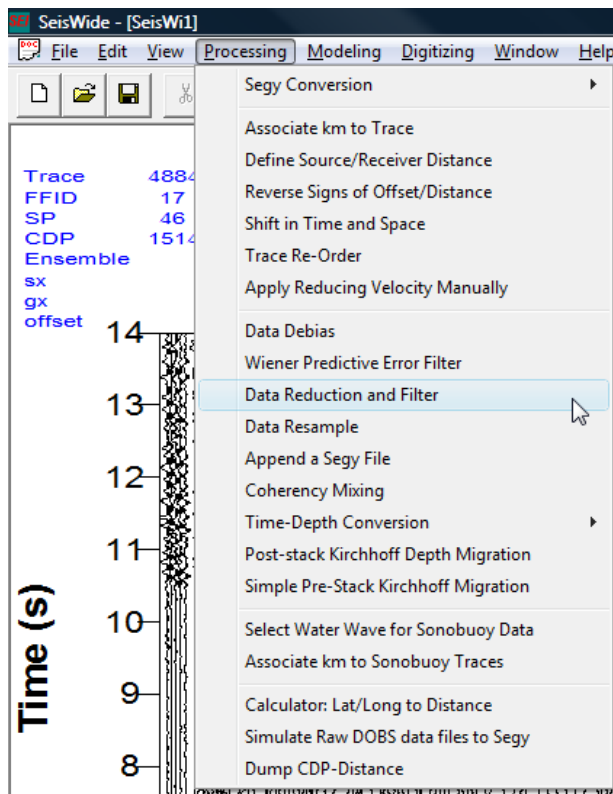 SEI SeisWide - [SeisWi1]
DOC File Edit View Processing Modeling Digitizing Window Help
Segy Conversion
Associate km to Trace
Define Source/Receiver Distance
Reverse Signs of Offset/Distance
Shift in Time and Space
Trace Re-Order
Apply Reducing Velocity Manually
Data Debias
Wiener Predictive Error Filter
Data Reduction and Filter
Data Resample
Append a Segy File
Coherency Mixing
Time-Depth Conversion
Post-stack Kirchhoff Depth Migration
Simple Pre-Stack Kirchhoff Migration
Select Water Wave for Sonobuoy Data
Associate km to Sonobuoy Traces
Calculator: Lat/Long to Distance
Simulate Raw DOBS data files to Segy
Dump CDP-Distance
Trace 4884
FFID 17
SP 46
CDP 1514
Ensemble
sx
gx
offset
14
13
12
11
10
9
8
Time (s)